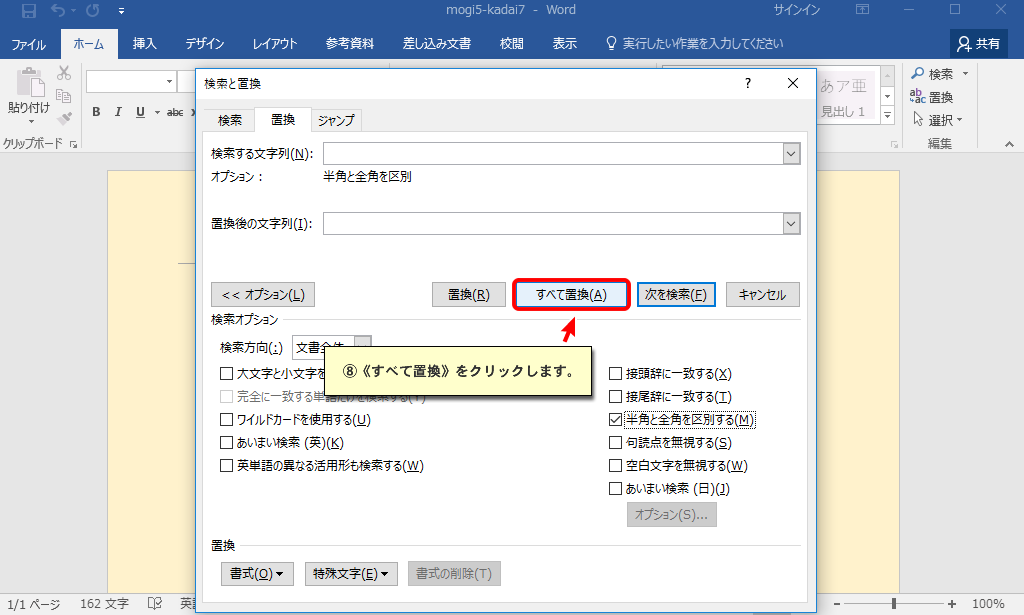 mogi5-kadai7 - Word
サインイン
ファイル ホーム 挿入 デザイン レイアウト 参考資料 差し込み文書 校閲 表示 実行したい作業を入力してください 共有
貼り付け
B I U abc
クリップボード
あア亜
見出し 1
検索
置換
選択
編集
検索と置換 ?
検索 置換 ジャンプ
検索する文字列(N):
オプション : 半角と全角を区別
置換後の文字列(I):
<< オプション(L) 置換(R) すべて置換(A) 次を検索(F) キャンセル
検索オプション
検索方向(:) 文書全体
⑧《すべて置換》をクリックします。
大文字と小文字を
完全に一致する単語だけを検索する(Y)
ワイルドカードを使用する(U)
あいまい検索 (英)(K)
英単語の異なる活用形も検索する(W)
接頭辞に一致する(X)
接尾辞に一致する(T)
半角と全角を区別する(M)
句読点を無視する(S)
空白文字を無視する(W)
あいまい検索 (日)(J)
オプション(S)...
置換
書式(O) 特殊文字(E) 書式の削除(T)
1/1 ページ 162 文字 100%